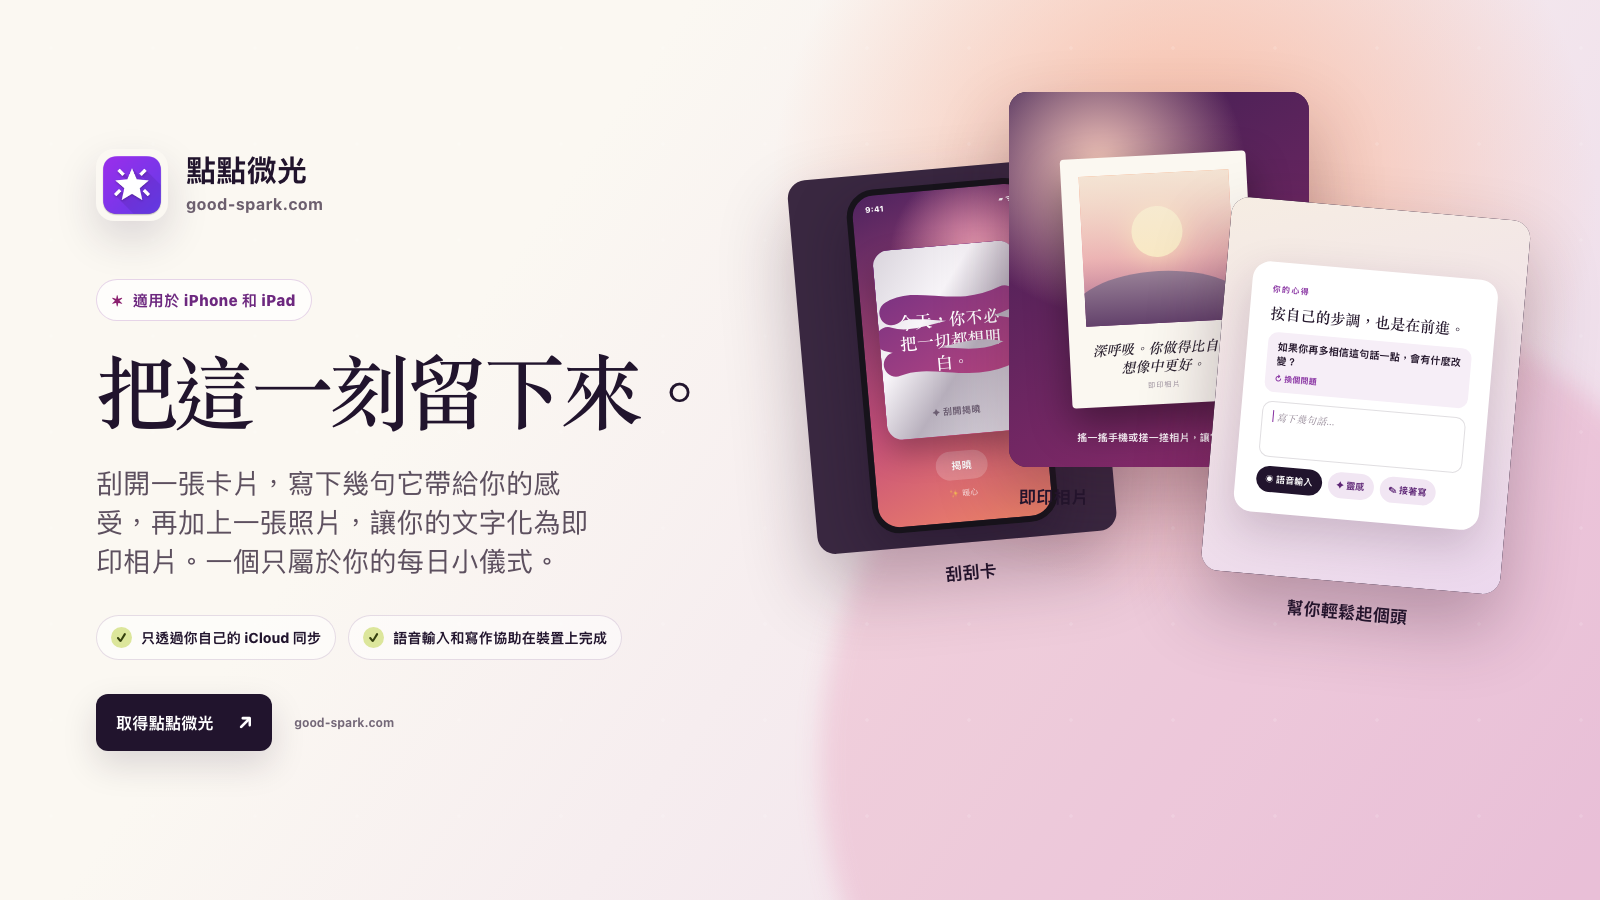 點點微光
good-spark.com
適用於 iPhone 和 iPad
把這一刻留下來。
刮開一張卡片，寫下幾句它帶給你的感
受，再加上一張照片，讓你的文字化為即
印相片。一個只屬於你的每日小儀式。
只透過你自己的 iCloud 同步
語音輸入和寫作協助在裝置上完成
取得點點微光
good-spark.com
9:41
今天，你不必
把一切都想明
白。
刮開揭曉
揭曉
暖心
刮刮卡
深呼吸。你做得比自
想像中更好。
即印相片
搖一搖手機或搓一搓相片，讓
即印相片
你的心得
按自己的步調，也是在前進。
如果你再多相信這句話一點，會有什麼改
變？
換個問題
寫下幾句話...
語音輸入
靈感
接著寫
幫你輕鬆起個頭